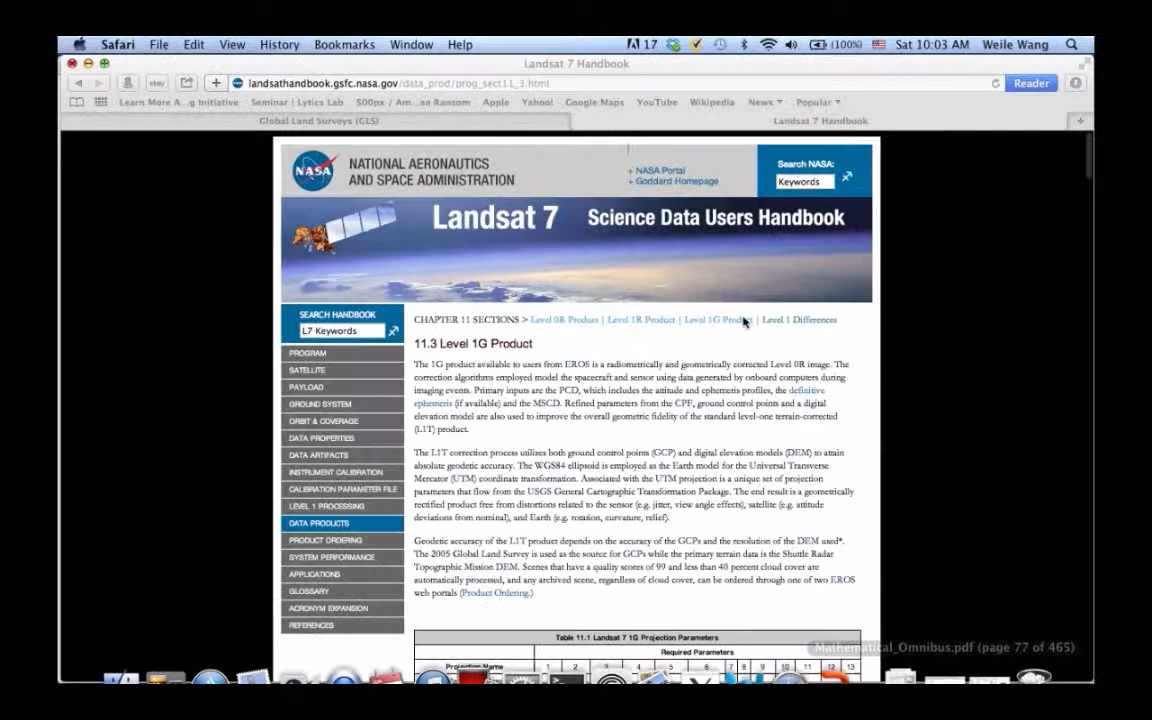 Safari File Edit View History Bookmarks Window Help 17 (100%) Sat 10:03 AM Weile Wang
Landsat 7 Handbook
landsathandbook.gsfc.nasa.gov/data_prod/prog_sect11_3.html Reader
Learn More A...g Initiative Seminar | Lytics Lab 500px / Am...an Ransom Apple Yahoo! Google Maps YouTube Wikipedia News Popular
Global Land Surveys (GLS) Landsat 7 Handbook
NASA
NATIONAL AERONAUTICS
AND SPACE ADMINISTRATION
+ NASA Portal
+ Goddard Homepage
Search NASA:
Keywords
Landsat 7 Science Data Users Handbook
SEARCH HANDBOOK
L7 Keywords
PROGRAM
SATELLITE
PAYLOAD
GROUND SYSTEM
ORBIT & COVERAGE
DATA PROPERTIES
DATA ARTIFACTS
INSTRUMENT CALIBRATION
CALIBRATION PARAMETER FILE
LEVEL 1 PROCESSING
DATA PRODUCTS
PRODUCT ORDERING
SYSTEM PERFORMANCE
APPLICATIONS
GLOSSARY
ACRONYM EXPANSION
REFERENCES
CHAPTER 11 SECTIONS > Level 0R Product | Level 1R Product | Level 1G Product | Level 1 Differences
11.3 Level 1G Product
The 1G product available to users from EROS is a radiometrically and geometrically corrected Level 0R image. The
correction algorithms employed model the spacecraft and sensor using data generated by onboard computers during
imaging events. Primary inputs are the PCD, which includes the attitude and ephemeris profiles, the definitive
ephemeris (if available) and the MSCD. Refined parameters from the CPF, ground control points and a digital
elevation model are also used to improve the overall geometric fidelity of the standard level-one terrain-corrected
(L1T) product.
The L1T correction process utilizes both ground control points (GCP) and digital elevation models (DEM) to attain
absolute geodetic accuracy. The WGS84 ellipsoid is employed as the Earth model for the Universal Transverse
Mercator (UTM) coordinate transformation. Associated with the UTM projection is a unique set of projection
parameters that flow from the USGS General Cartographic Transformation Package. The end result is a geometrically
rectified product free from distortions related to the sensor (e.g. jitter, view angle effects), satellite (e.g. attitude
deviations from nominal), and Earth (e.g. rotation, curvature, relief).
Geodetic accuracy of the L1T product depends on the accuracy of the GCPs and the resolution of the DEM used*.
The 2005 Global Land Survey is used as the source for GCPs while the primary terrain data is the Shuttle Radar
Topographic Mission DEM. Scenes that have a quality scores of 99 and less than 40 percent cloud cover are
automatically processed, and any archived scene, regardless of cloud cover, can be ordered through one of two EROS
web portals (Product Ordering.)
Table 11.1 Landsat 7 1G Projection Parameters
Required Parameters
Projection Name 1 2 3 4 5 6 7 8 9 10 11 12 13
Mathematical_Omnibus.pdf (page 77 of 465)